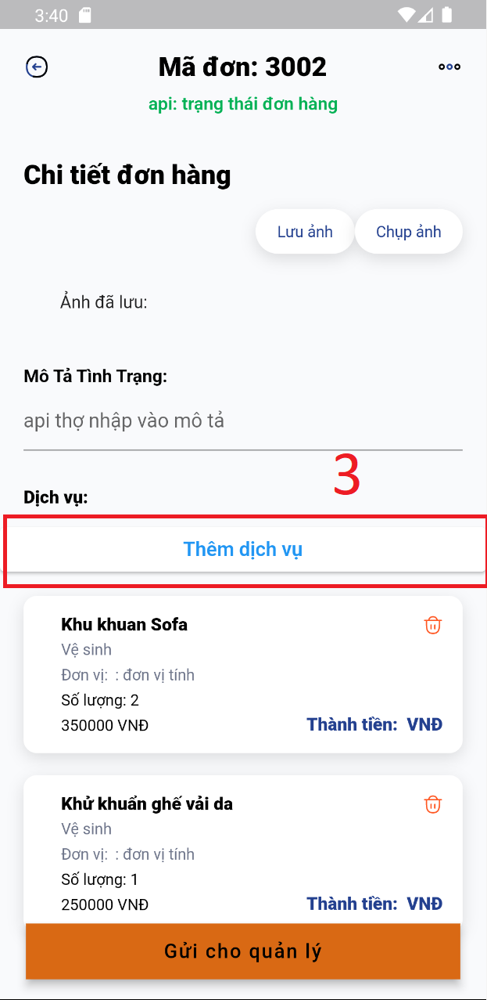 3:40
Mã đơn: 3002
api: trạng thái đơn hàng
Chi tiết đơn hàng
Lưu ảnh Chụp ảnh
Ảnh đã lưu:
Mô Tả Tình Trạng:
api thợ nhập vào mô tả
3
Dịch vụ:
Thêm dịch vụ
Khu khuan Sofa
Vệ sinh
Đơn vị:  : đơn vị tính
Số lượng: 2
350000 VNĐ Thành tiền:  VNĐ
Khử khuẩn ghế vải da
Vệ sinh
Đơn vị:  : đơn vị tính
Số lượng: 1
250000 VNĐ Thành tiền:  VNĐ
Gửi cho quản lý